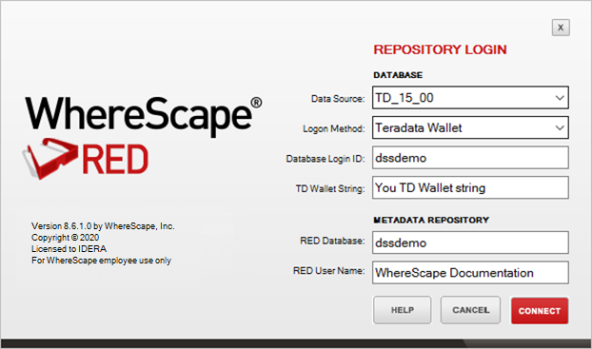 x
REPOSITORY LOGIN
DATABASE
Data Source: TD_15_00
Logon Method: Teradata Wallet
Database Login ID: dssdemo
TD Wallet String: You TD Wallet string
WhereScape®
RED
Version 8.6.1.0 by WhereScape, Inc.
Copyright © 2020
Licensed to IDERA
For WhereScape employee use only
METADATA REPOSITORY
RED Database: dssdemo
RED User Name: WhereScape Documentation
HELP CANCEL CONNECT